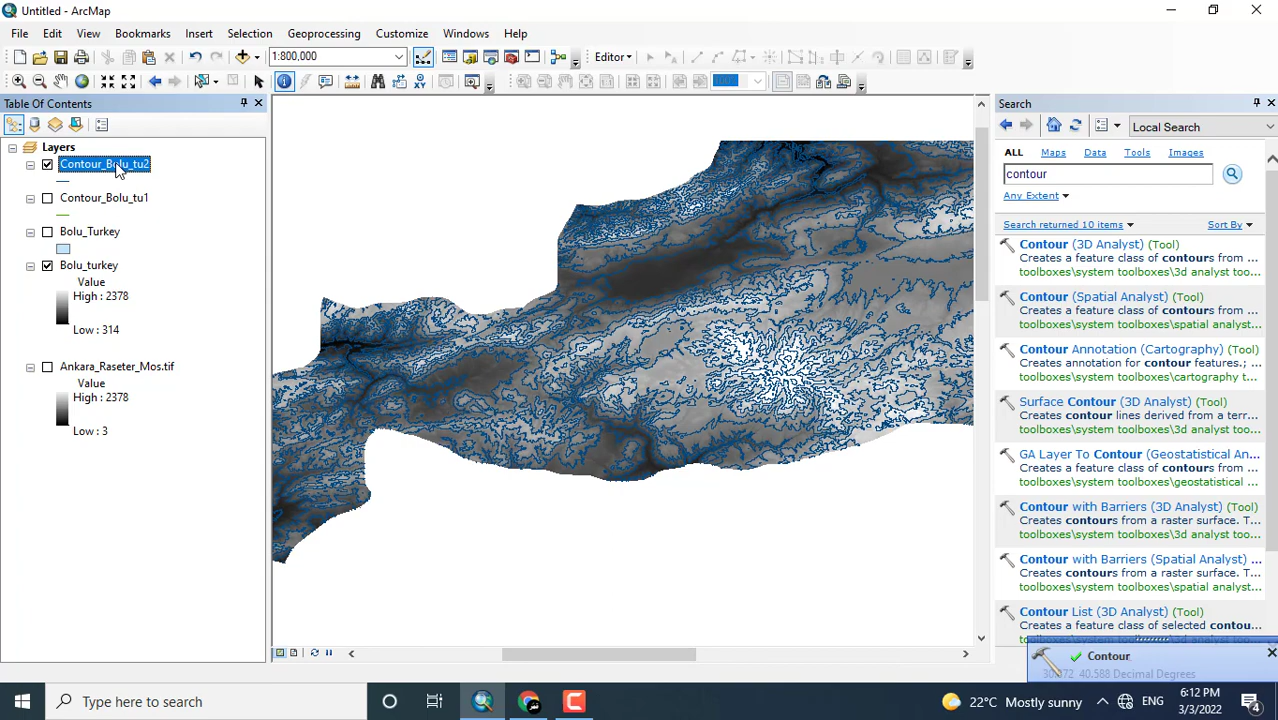 Untitled - ArcMap
File Edit View Bookmarks Insert Selection Geoprocessing Customize Windows Help
1:800,000
Editor
Table Of Contents
Layers
Contour_Bolu_tu2
Contour_Bolu_tu1
Bolu_Turkey
Bolu_turkey
Value
High : 2378
Low : 314
Ankara_Raseter_Mos.tif
Value
High : 2378
Low : 3
Search
Local Search
ALL Maps Data Tools Images
contour
Any Extent
Search returned 10 items Sort By
Contour (3D Analyst) (Tool)
Creates a feature class of contours from ...
toolboxes\system toolboxes\3d analyst too...
Contour (Spatial Analyst) (Tool)
Creates a feature class of contours from ...
toolboxes\system toolboxes\spatial analyst...
Contour Annotation (Cartography) (Tool)
Creates annotation for contour features.; ...
toolboxes\system toolboxes\cartography t...
Surface Contour (3D Analyst) (Tool)
Creates contour lines derived from a terr...
toolboxes\system toolboxes\3d analyst too...
GA Layer To Contour (Geostatistical An...
Creates a feature class of contours from ...
toolboxes\system toolboxes\geostatistical ...
Contour with Barriers (3D Analyst) (Tool)
Creates contours from a raster surface. T...
toolboxes\system toolboxes\3d analyst too...
Contour with Barriers (Spatial Analyst) ...
Creates contours from a raster surface. T...
toolboxes\system toolboxes\spatial analyst...
Contour List (3D Analyst) (Tool)
Creates a feature class of selected contou...
Contour
40.588 Decimal Degrees
Type here to search
22°C Mostly sunny
ENG
6:12 PM
3/3/2022
4